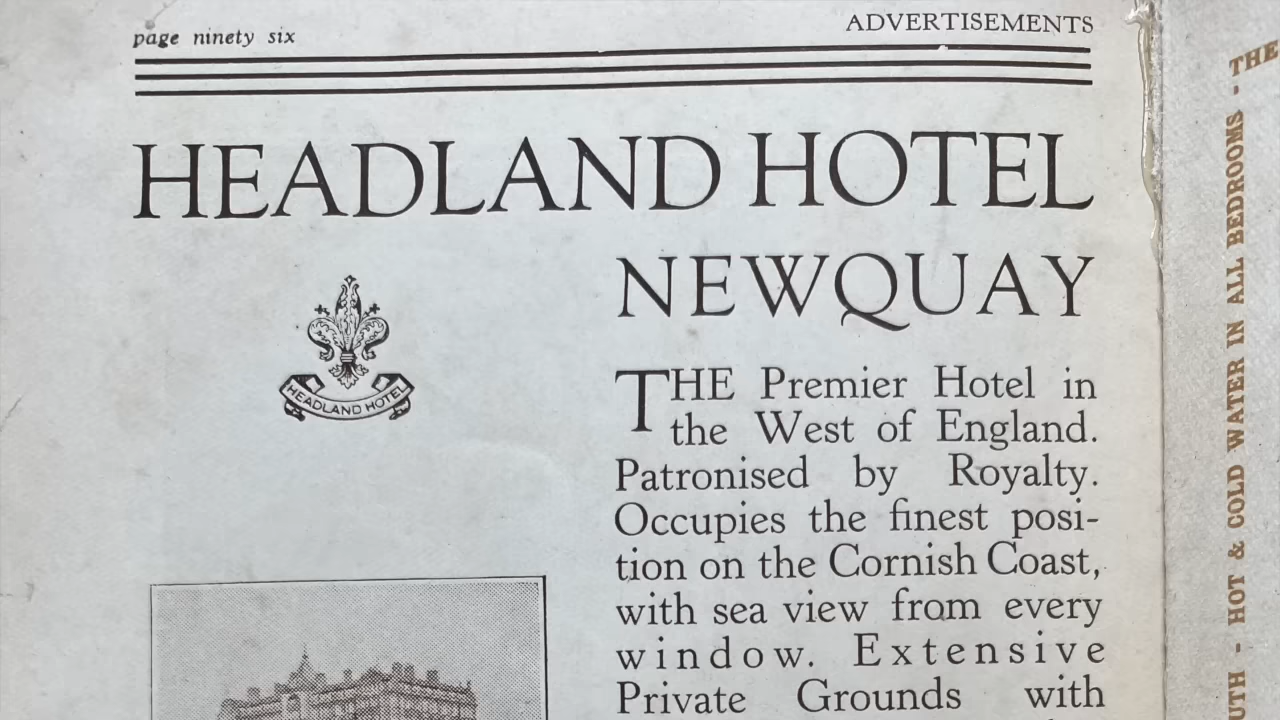 page ninety six
ADVERTISEMENTS
HEADLAND HOTEL
NEWQUAY
HEADLAND HOTEL
THE Premier Hotel in
the West of England.
Patronised by Royalty.
Occupies the finest posi-
tion on the Cornish Coast,
with sea view from every
window. Extensive
Private Grounds with
UTH - HOT & COLD WATER IN ALL BEDROOMS - THE